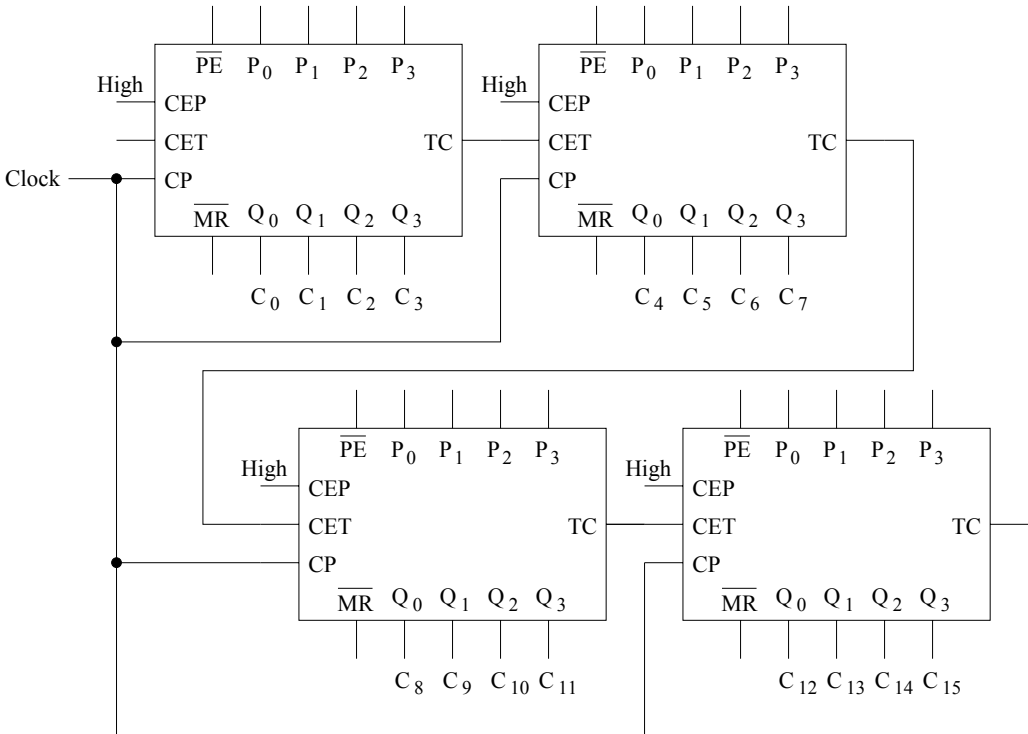 PE P0 P1 P2 P3 PE P0 P1 P2 P3
High CEP High CEP
CET TC CET TC
Clock CP CP
MR Q0 Q1 Q2 Q3 MR Q0 Q1 Q2 Q3
C0 C1 C2 C3 C4 C5 C6 C7
PE P0 P1 P2 P3 PE P0 P1 P2 P3
High CEP High CEP
CET TC CET TC
CP CP
MR Q0 Q1 Q2 Q3 MR Q0 Q1 Q2 Q3
C8 C9 C10 C11 C12 C13 C14 C15